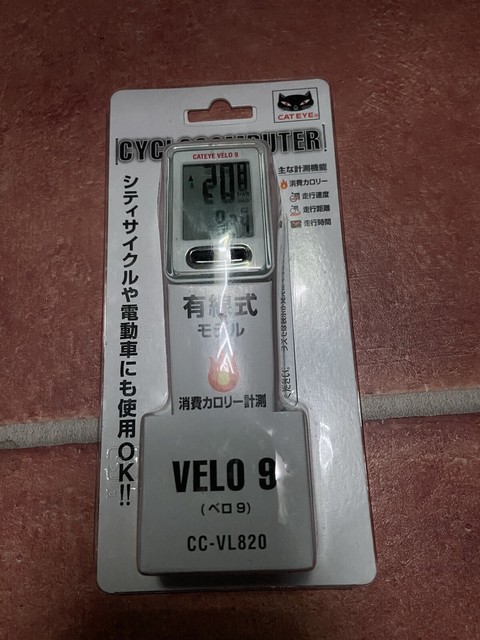 CATEYE®
CYCLOCOMPUTER
CATEYE VELO 9
主な計測機能
消費カロリー
走行速度
走行距離
走行時間
シティサイクルや電動車にも使用OK!!
有線式
モデル
消費カロリー計測
VELO 9
(ベロ9)
CC-VL820